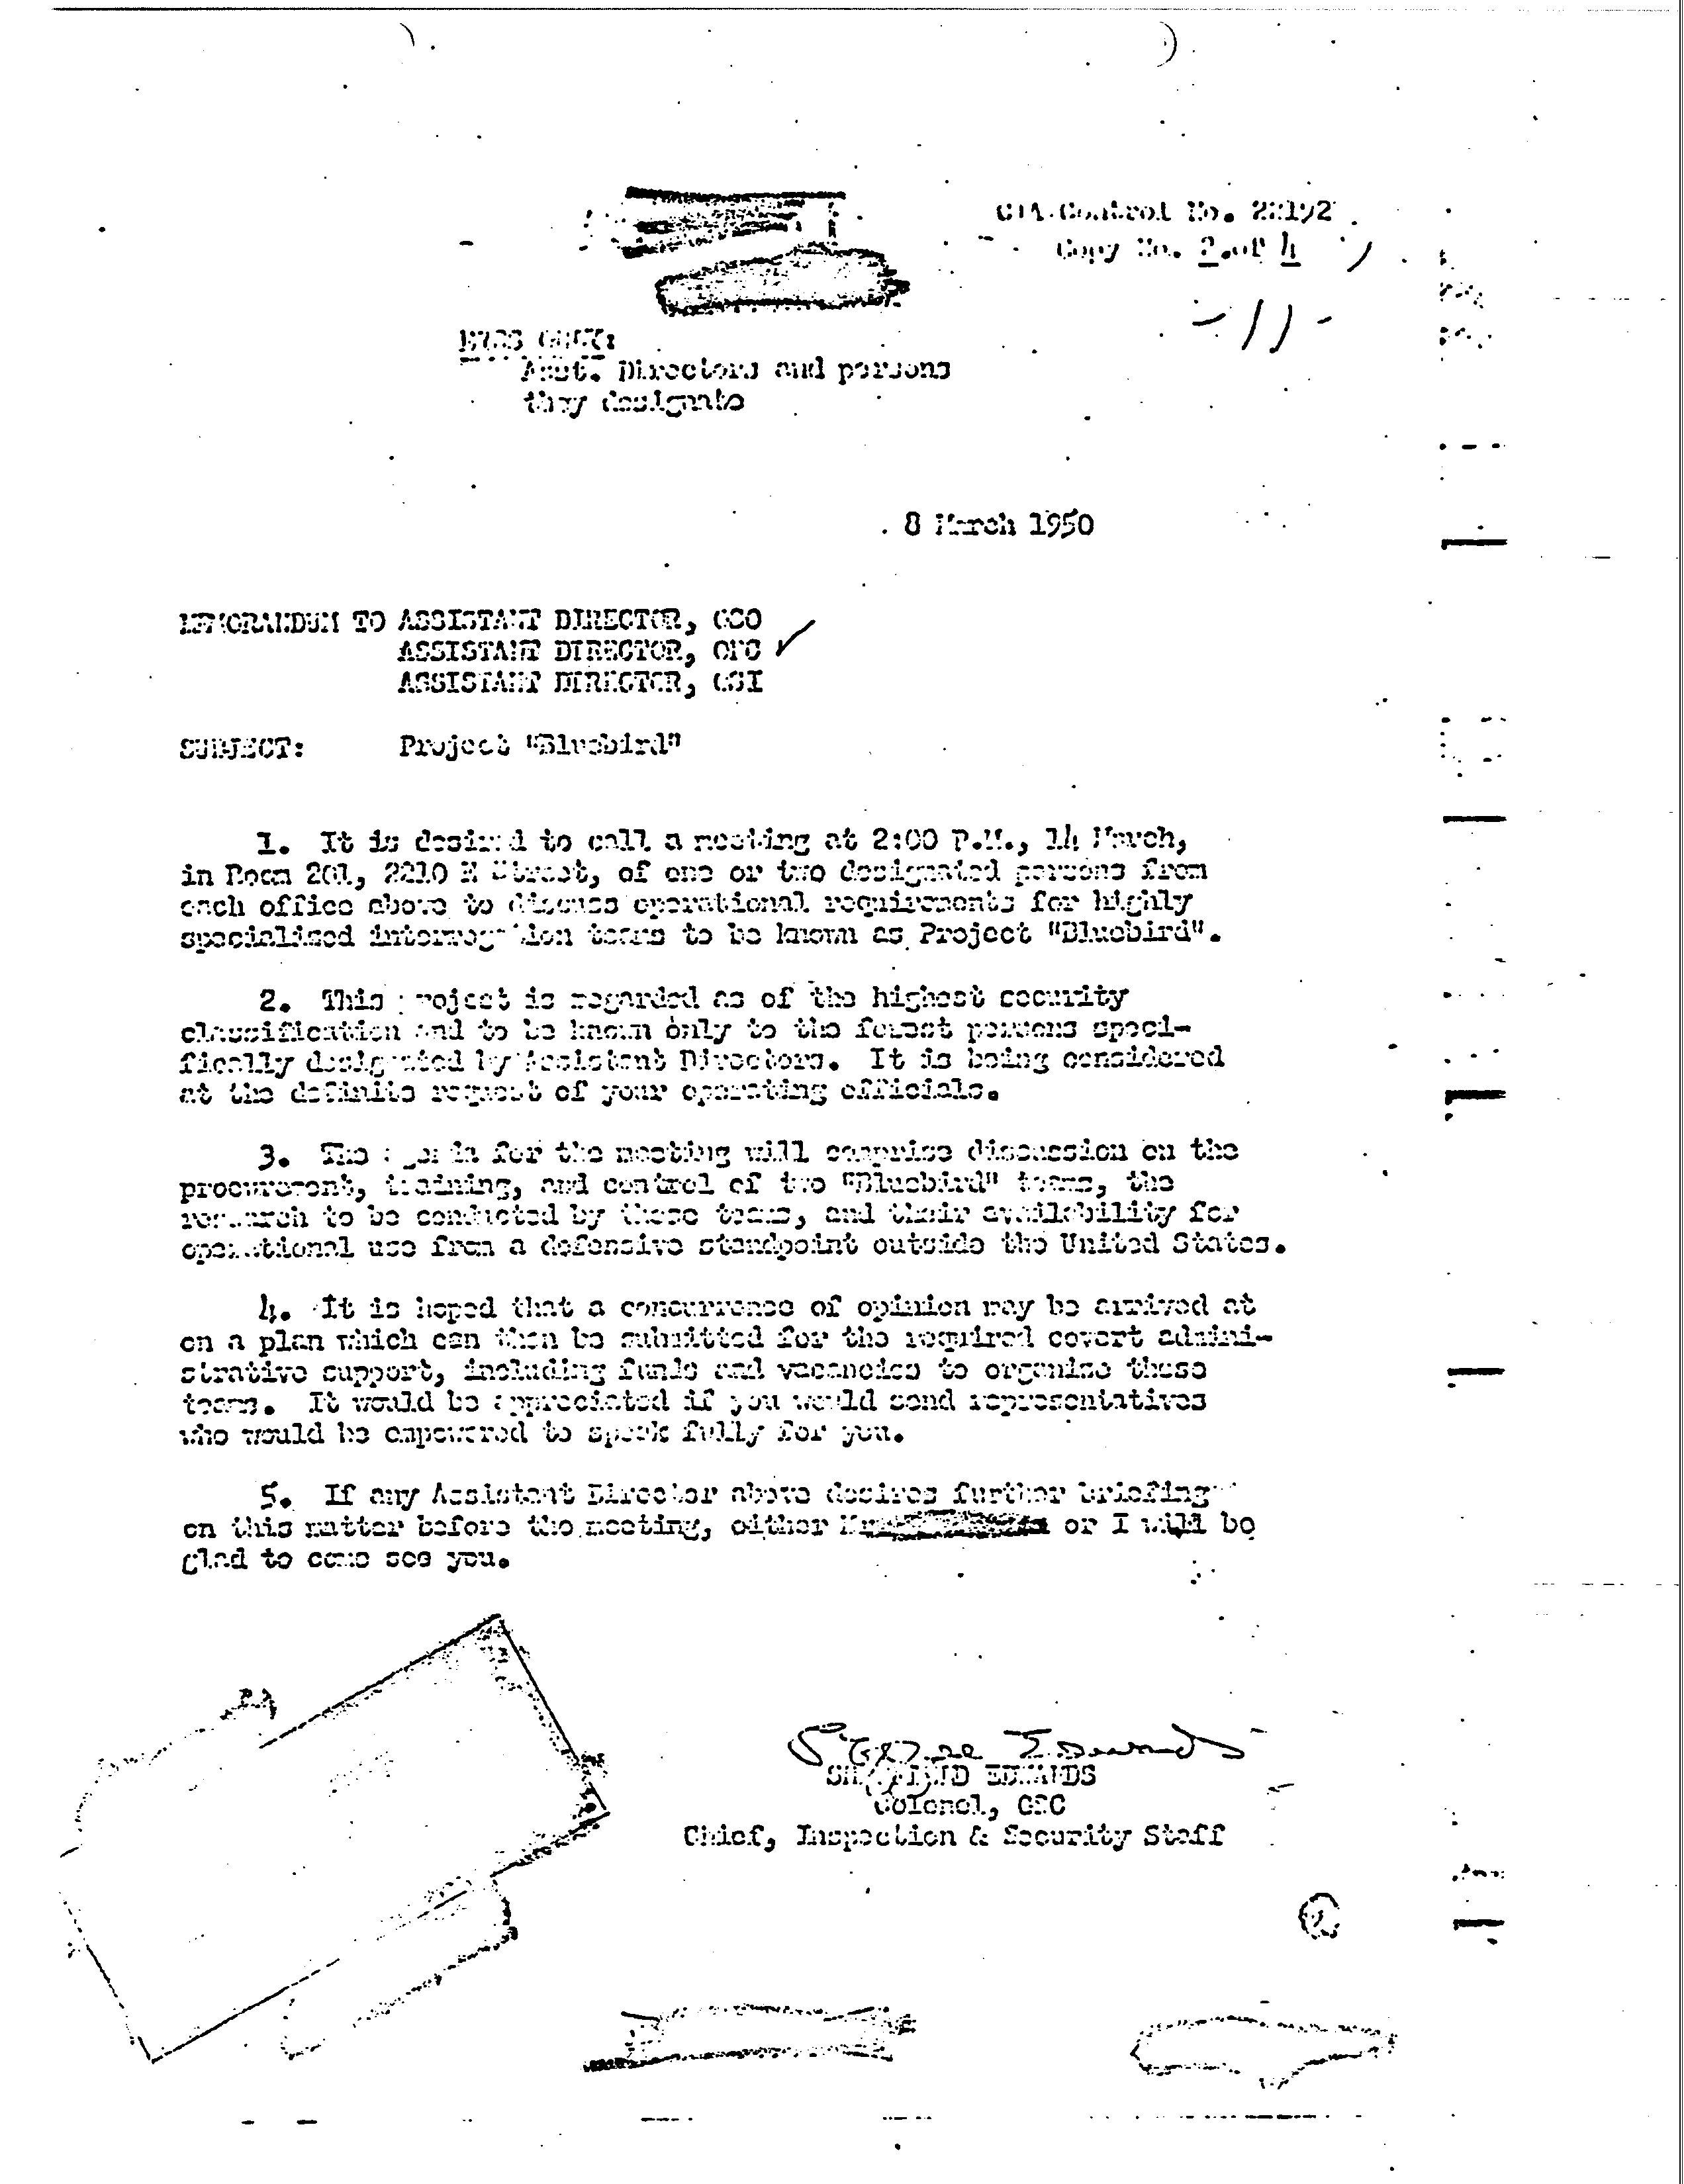 CIA Control No. 22192
Copy No. 2 of 4
EYES ONLY:
Asst. Directors and persons
they designate
8 March 1950
MEMORANDUM TO ASSISTANT DIRECTOR, OSO
ASSISTANT DIRECTOR, OPC
ASSISTANT DIRECTOR, OSI
SUBJECT: Project "Bluebird"
1. It is desired to call a meeting at 2:00 P.M., 14 March,
in Room 201, 2210 E Street, of one or two designated persons from
each office above to discuss operational requirements for highly
specialized interrogation teams to be known as Project "Bluebird".
2. This project is regarded as of the highest security
classification and to be known only to the fewest persons speci-
fically designated by Assistant Directors. It is being considered
at the definite request of your operating officials.
3. The agenda for the meeting will comprise discussion on the
procurement, training, and control of two "Bluebird" teams, the
research to be conducted by these teams, and their availability for
operational use from a defensive standpoint outside the United States.
4. It is hoped that a concurrence of opinion may be arrived at
on a plan which can then be submitted for the required covert admini-
strative support, including funds and vacancies to organize these
teams. It would be appreciated if you would send representatives
who would be empowered to speak fully for you.
5. If any Assistant Director above desires further briefing
on this matter before the meeting, either or I will be
glad to come see you.
Sheffield Edwards
SHEFFIELD EDWARDS
Colonel, GSC
Chief, Inspection & Security Staff